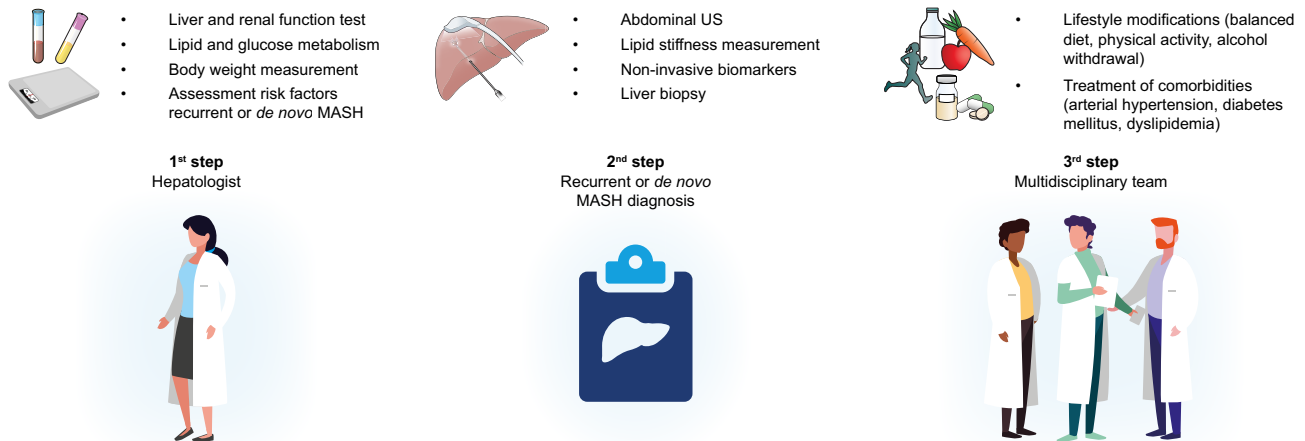 • Liver and renal function test
• Lipid and glucose metabolism
• Body weight measurement
• Assessment risk factors
recurrent or de novo MASH
1st step
Hepatologist
• Abdominal US
• Lipid stiffness measurement
• Non-invasive biomarkers
• Liver biopsy
2nd step
Recurrent or de novo
MASH diagnosis
• Lifestyle modifications (balanced
diet, physical activity, alcohol
withdrawal)
• Treatment of comorbidities
(arterial hypertension, diabetes
mellitus, dyslipidemia)
3rd step
Multidisciplinary team